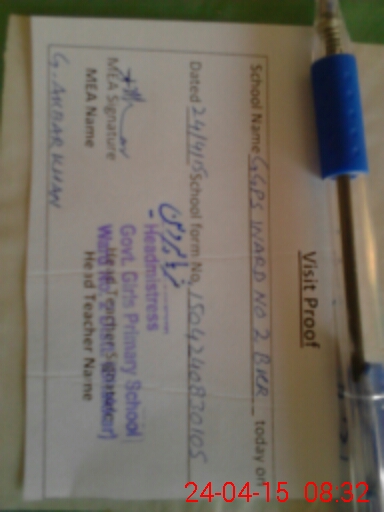 Visit Proof
School Name GGPS WARD NO 2 BKR today on
Dated 24/4/15 School form No. 1504240870105
MEA Signature
Headmistress
Govt. Girls Primary School
MEA Name
Head Teacher Name
G. AKBAR KHAN
24-04-15 08:32